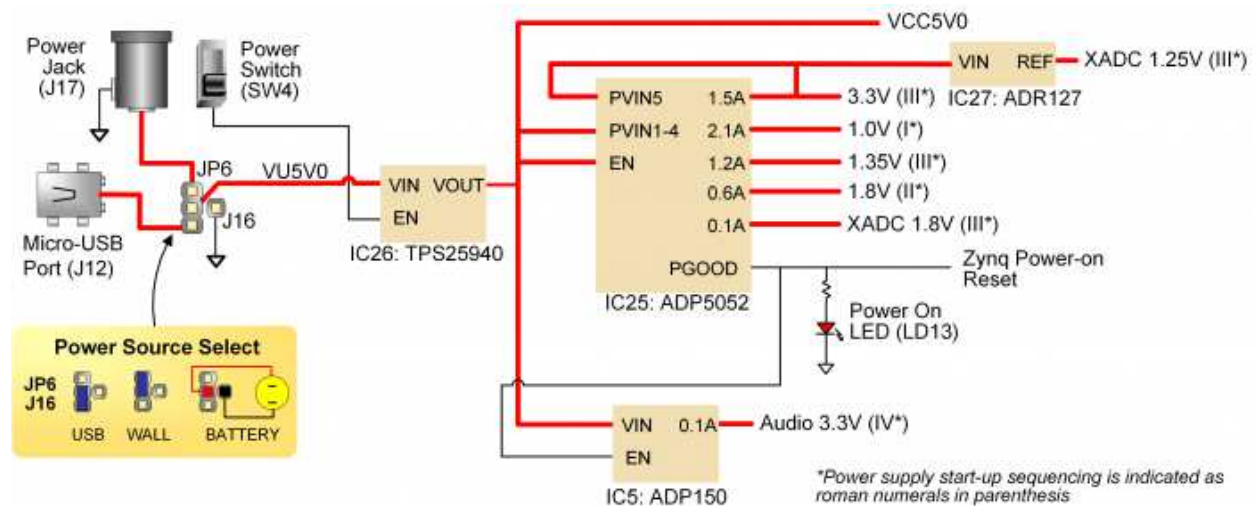 Power
Jack
(J17)
Power
Switch
(SW4)
JP6
VU5V0
J16
Micro-USB
Port (J12)
VIN VOUT
EN
IC26: TPS25940
VCC5V0
VIN REF
XADC 1.25V (III*)
IC27: ADR127
PVIN5 1.5A
3.3V (III*)
PVIN1-4 2.1A
1.0V (I*)
EN 1.2A
1.35V (III*)
0.6A
1.8V (II*)
0.1A
XADC 1.8V (III*)
PGOOD
Zynq Power-on
Reset
IC25: ADP5052
Power On
LED (LD13)
Power Source Select
JP6
J16
USB WALL BATTERY
VIN 0.1A
Audio 3.3V (IV*)
EN
IC5: ADP150
*Power supply start-up sequencing is indicated as
roman numerals in parenthesis